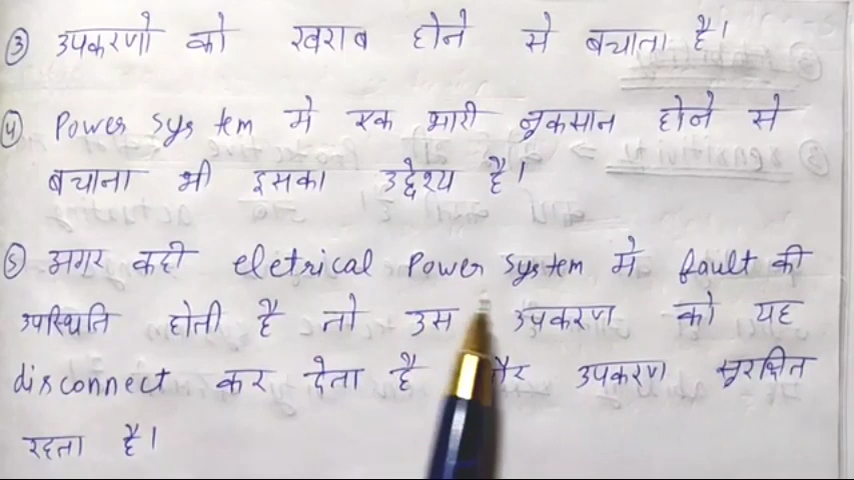 ③ उपकरणो को खराब होने से बचाता है।
④ Power System मे एक भारी नुकसान होने से
बचाना भी इसका उद्देश्य है।
⑤ अगर कही eletrical Power System मे fault की
उपस्थिति होती है तो उस उपकरण को यह
disconnect कर देता है उपकरण सुरक्षित
रहता है।